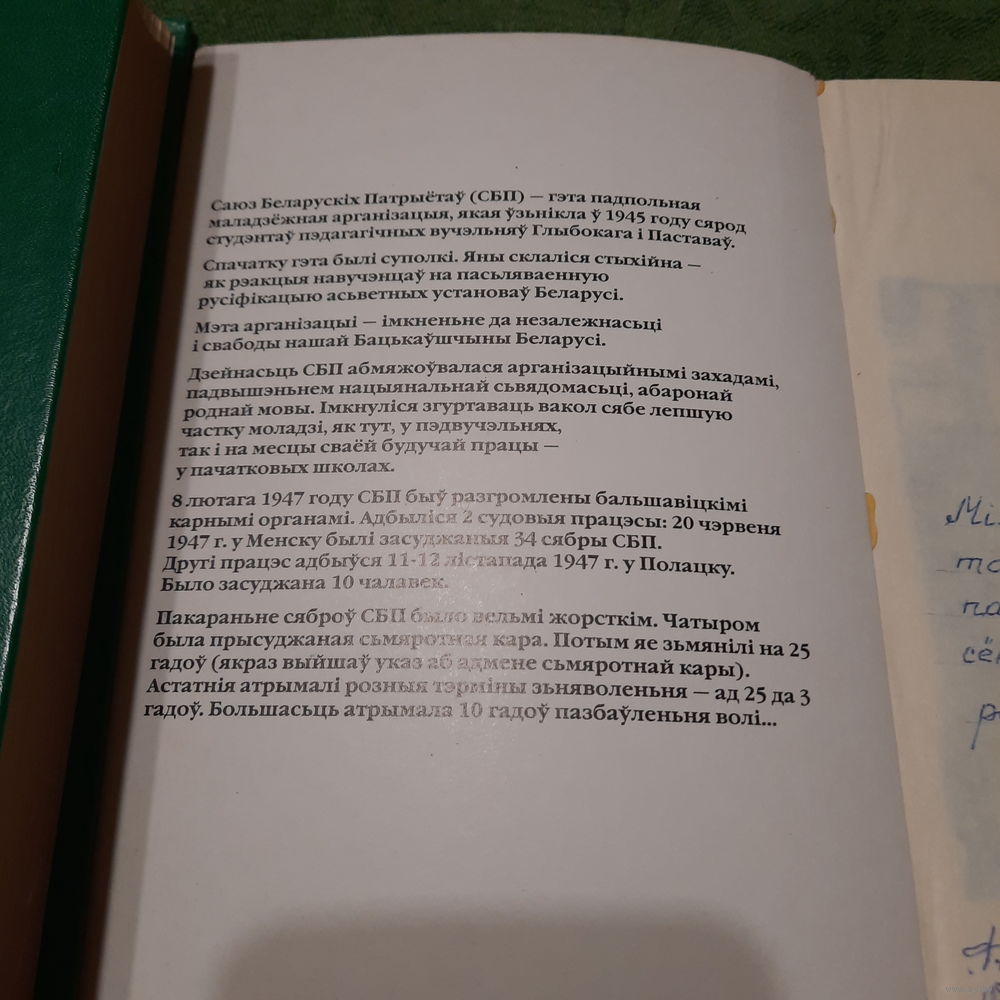 Саюз Беларускіх Патрыётаў (СБП) — гэта падпольная
маладзёжная арганізацыя, якая ўзьнікла ў 1945 годзу сярод
студэнтаў пэдагагічных вучэльняў Глыбокага і Паставаў.
Спачатку гэта былі суполкі. Яны склаліся стыхійна —
як рэакцыя навучэнцаў на пасьляваенную
русіфікацыю асьветных установаў Беларусі.
Мэта арганізацыі — імкненьне да незалежнасьці
і свабоды нашай Бацькаўшчыны Беларусі.
Дзейнасьць СБП абмяжоўвалася арганізацыйнымі захадамі,
падвышэньнем нацыянальнай сьвядомасьці, абаронай
роднай мовы. Імкнуліся згуртаваць вакол сябе лепшую
частку моладзі, як тут, у пэдвучэльнях,
так і на месцы сваёй будучай працы —
у пачатковых школах.
8 лютага 1947 году СБП быў разгромлены бальшавіцкімі
карнымі органамі. Адбыліся 2 судовыя працэсы: 20 чэрвеня
1947 г. у Менску былі засуджаныя 34 сябры СБП.
Другі працэс адбыўся 11-12 лістапада 1947 г. у Полацку.
Было засуджана 10 чалавек.
Пакараньне сяброў СБП было вельмі жорсткім. Чатыром
была прысуджаная сьмяротная кара. Потым яе зьмянілі на 25
гадоў (якраз выйшаў указ аб адмене сьмяротнай кары).
Астатнія атрымалі розныя тэрміны зьняволеньня — ад 25 да 3
гадоў. Большасьць атрымала 10 гадоў пазбаўленьня волі...